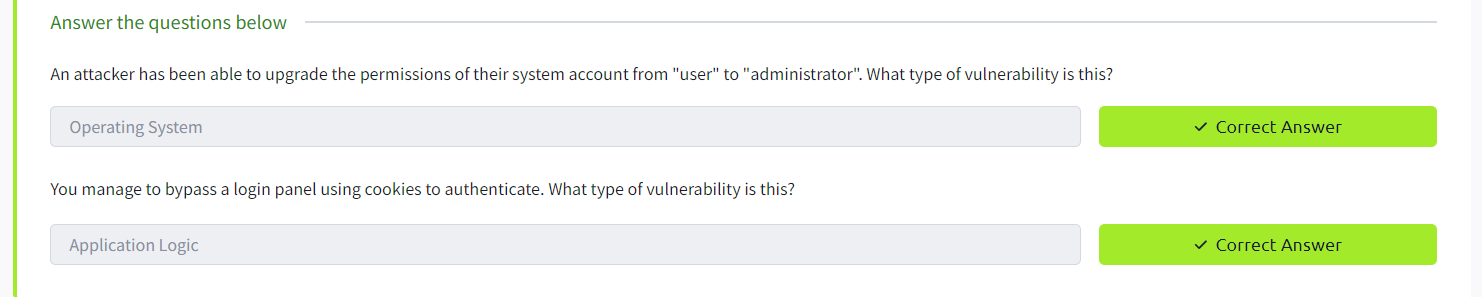 Answer the questions below
An attacker has been able to upgrade the permissions of their system account from "user" to "administrator". What type of vulnerability is this?
Operating System
Correct Answer
You manage to bypass a login panel using cookies to authenticate. What type of vulnerability is this?
Application Logic
Correct Answer